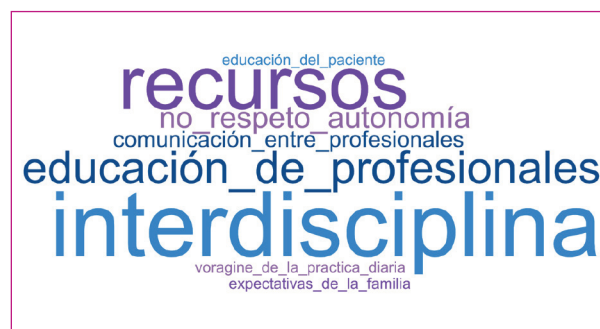 educación_del_paciente
recursos
no_respeto_autonomía
comunicación_entre_profesionales
educación_de_profesionales
interdisciplina
voragine_de_la_practica_diaria
expectativas_de_la_familia